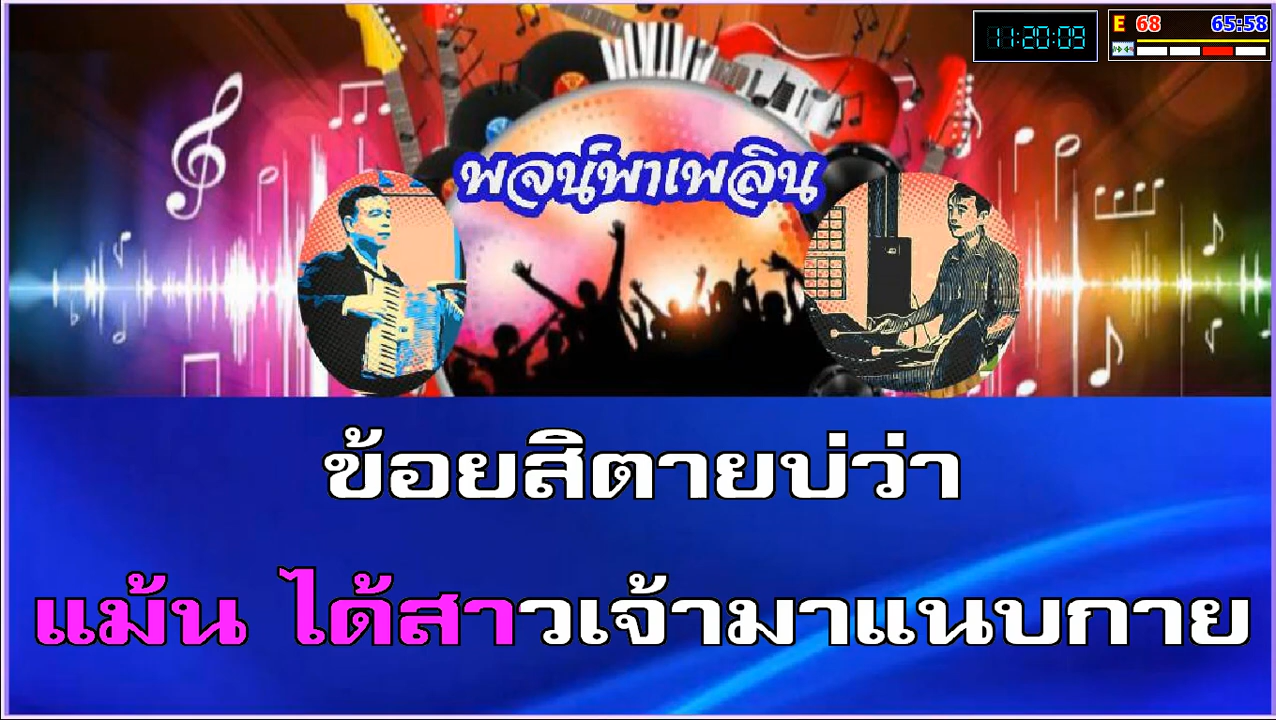 11:20:09
E 68 65:58
พจน์พาเพลิน
ข้อยสิตายบ่ว่า
แม้น ได้สาวเจ้ามาแนบกาย